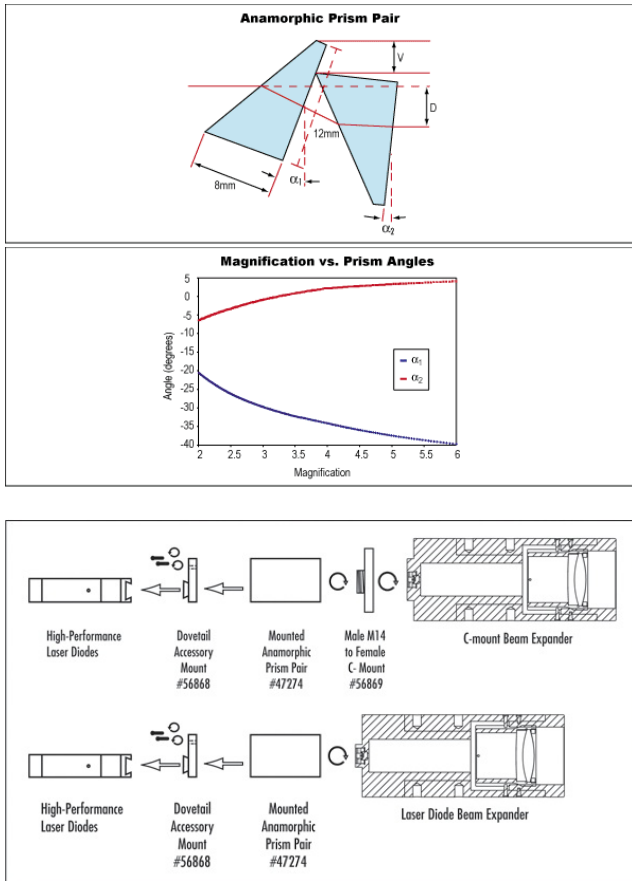 Anamorphic Prism Pair
V
D
12mm
8mm
α1
α2
Magnification vs. Prism Angles
Angle (degrees)
5
0
-5
-10
-15
-20
-25
-30
-35
-40
α1
α2
2
2.5
3
3.5
4
4.5
5
5.5
6
Magnification
High-Performance
Laser Diodes
Dovetail
Accessory
Mount
#56868
Mounted
Anamorphic
Prism Pair
#47274
Male M14
to Female
C- Mount
#56869
C-mount Beam Expander
High-Performance
Laser Diodes
Dovetail
Accessory
Mount
#56868
Mounted
Anamorphic
Prism Pair
#47274
Laser Diode Beam Expander